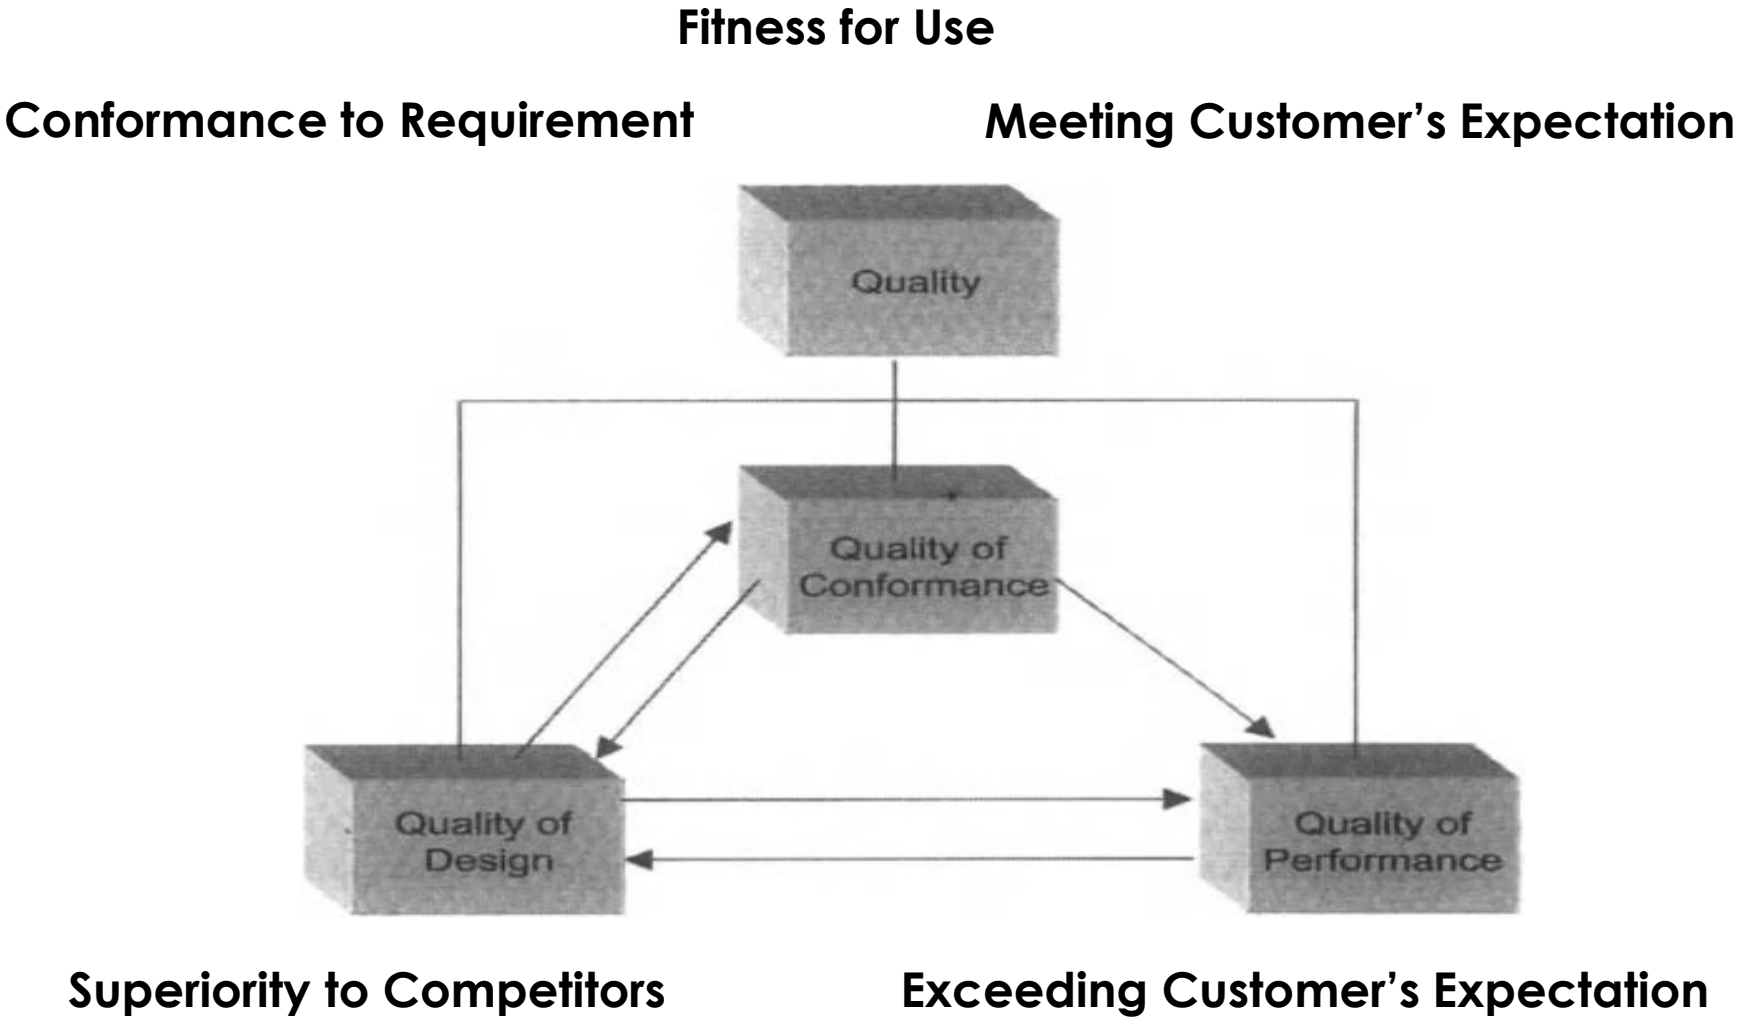 Fitness for Use
Conformance to Requirement
Meeting Customer’s Expectation
Quality
Quality of
Conformance
Quality of
Design
Quality of
Performance
Superiority to Competitors
Exceeding Customer’s Expectation